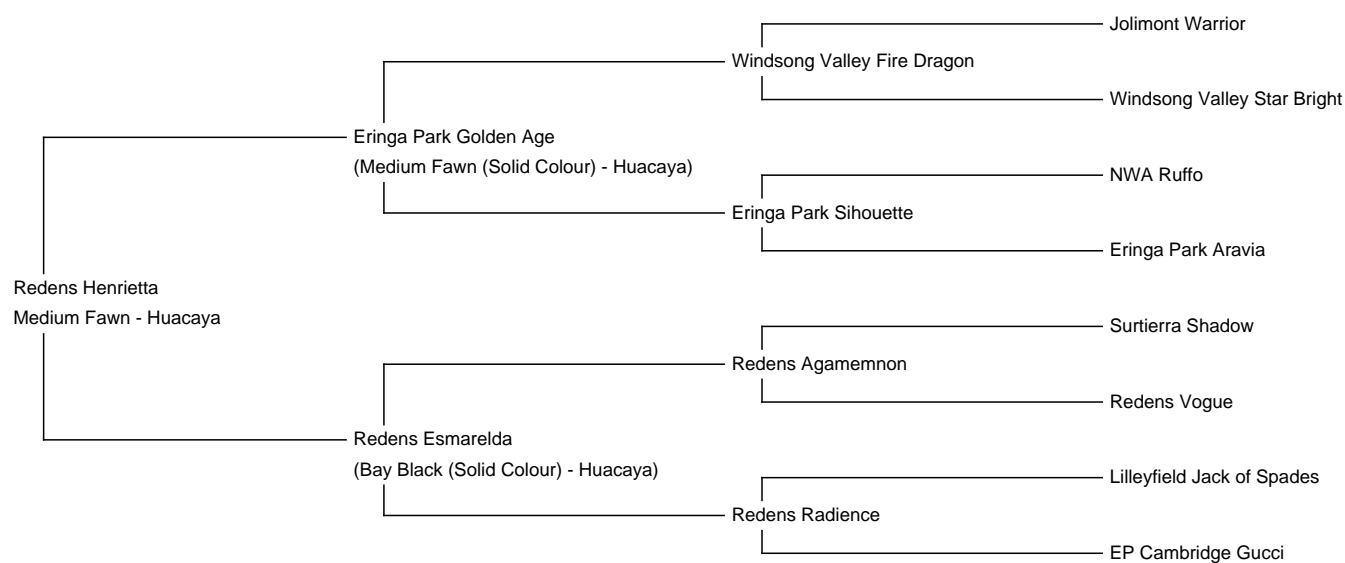 Jolimont Warrior
Windsong Valley Fire Dragon
Windsong Valley Star Bright
Eringa Park Golden Age
(Medium Fawn (Solid Colour) - Huacaya)
NWA Ruffo
Eringa Park Sihouette
Eringa Park Aravia
Redens Henrietta
Medium Fawn - Huacaya
Surtierra Shadow
Redens Agamemnon
Redens Vogue
Redens Esmarelda
(Bay Black (Solid Colour) - Huacaya)
Lilleyfield Jack of Spades
Redens Radience
EP Cambridge Gucci